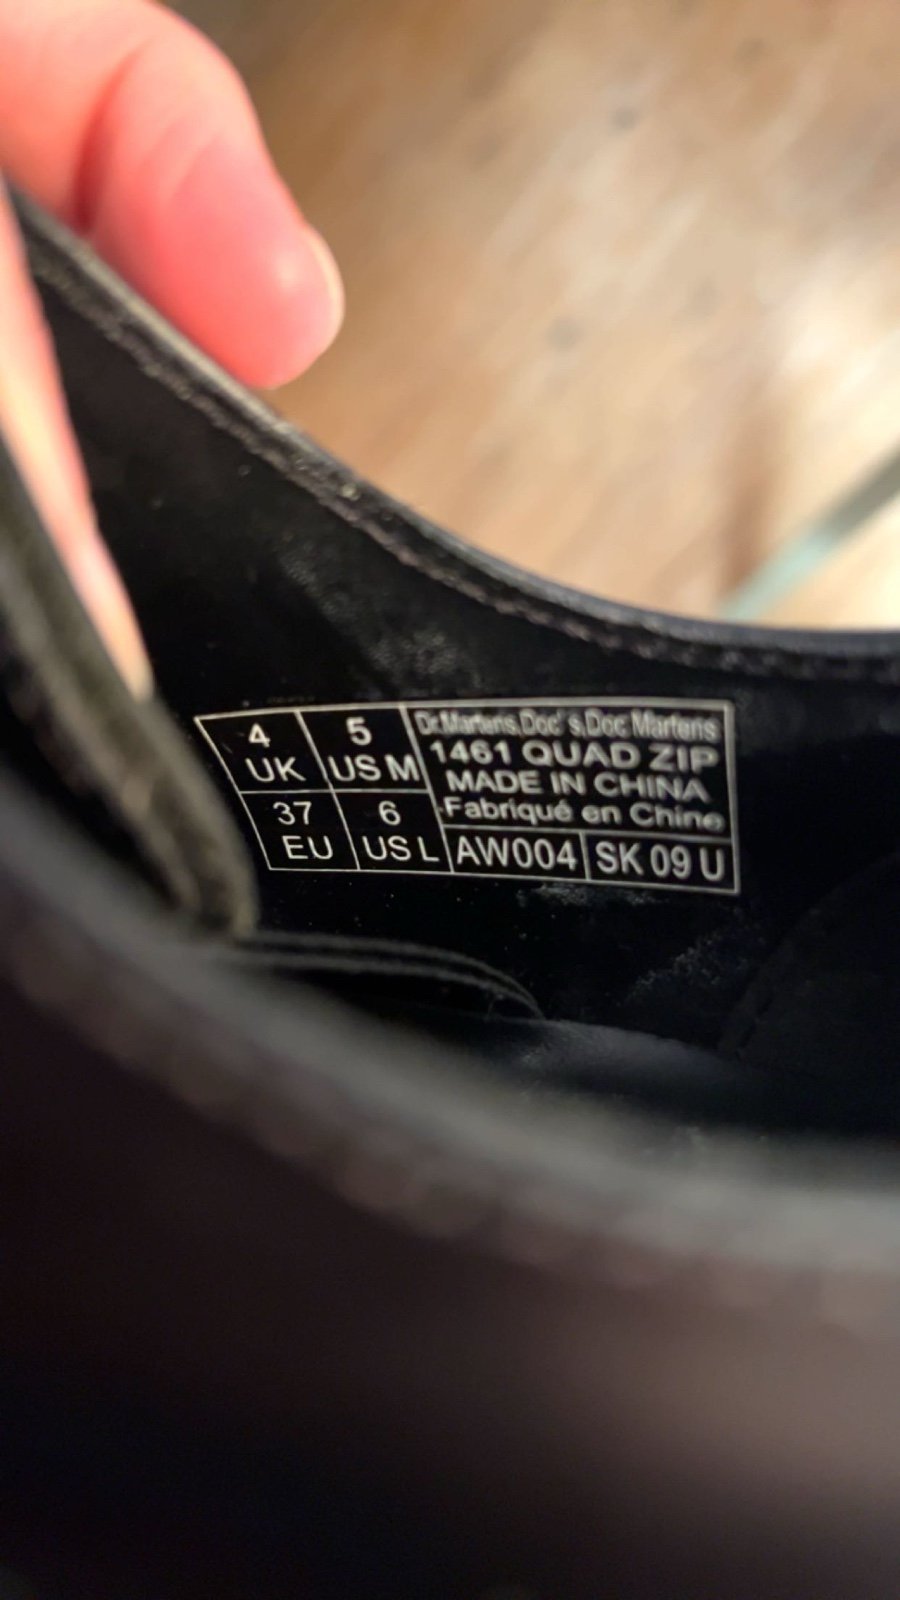 4 UK
5 US M
37 EU
6 US L
Dr.Martens,Doc's,Doc Martens
1461 QUAD ZIP
MADE IN CHINA
Fabriqué en Chine
AW004
SK 09 U